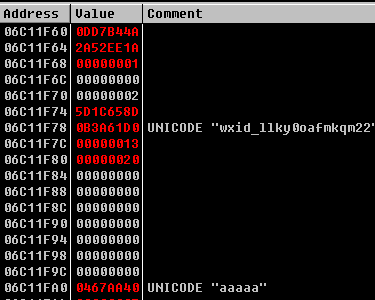 Address Value Comment
06C11F60 0DD7B44A
06C11F64 2A52EE1A
06C11F68 00000001
06C11F6C 00000000
06C11F70 00000002
06C11F74 5D1C658D
06C11F78 0B3A61D0 UNICODE "wxid_llky0oafmkqm22"
06C11F7C 00000013
06C11F80 00000020
06C11F84 00000000
06C11F88 00000000
06C11F8C 00000000
06C11F90 00000000
06C11F94 00000000
06C11F98 00000000
06C11F9C 00000000
06C11FA0 0467AA40 UNICODE "aaaaa"